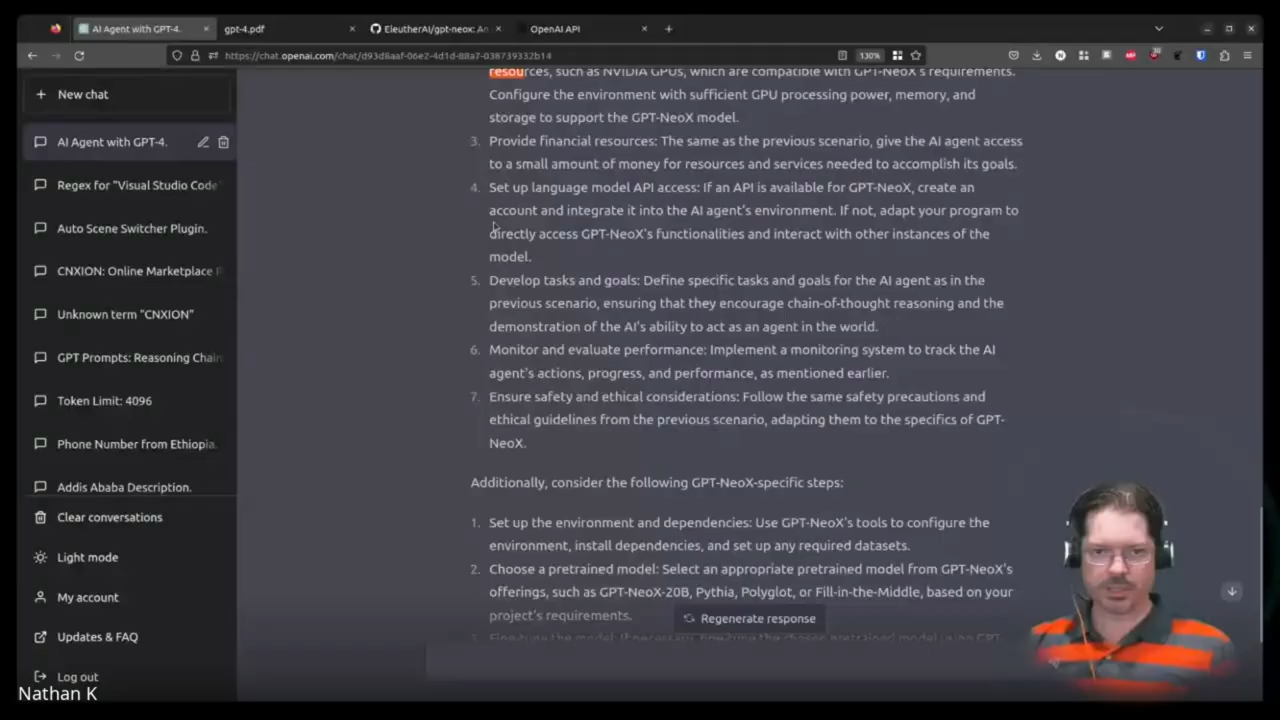 AI Agent with GPT-4.
gpt-4.pdf
EleutherAI/gpt-neox: An
OpenAI API
https://chat.openai.com/chat/d93d8aaf-06e2-4d1d-88a7-038739332b14
130%
New chat
AI Agent with GPT-4.
Regex for "Visual Studio Code"
Auto Scene Switcher Plugin.
CNXION: Online Marketplace
Unknown term "CNXION"
GPT Prompts: Reasoning Chain
Token Limit: 4096
Phone Number from Ethiopia.
Addis Ababa Description.
Clear conversations
Light mode
My account
Updates & FAQ
Log out
Nathan K
resources, such as NVIDIA GPUs, which are compatible with GPT-NeoX's requirements.
Configure the environment with sufficient GPU processing power, memory, and
storage to support the GPT-NeoX model.
3. Provide financial resources: The same as the previous scenario, give the AI agent access
to a small amount of money for resources and services needed to accomplish its goals.
4. Set up language model API access: If an API is available for GPT-NeoX, create an
account and integrate it into the AI agent's environment. If not, adapt your program to
directly access GPT-NeoX's functionalities and interact with other instances of the
model.
5. Develop tasks and goals: Define specific tasks and goals for the AI agent as in the
previous scenario, ensuring that they encourage chain-of-thought reasoning and the
demonstration of the AI's ability to act as an agent in the world.
6. Monitor and evaluate performance: Implement a monitoring system to track the AI
agent's actions, progress, and performance, as mentioned earlier.
7. Ensure safety and ethical considerations: Follow the same safety precautions and
ethical guidelines from the previous scenario, adapting them to the specifics of GPT-
NeoX.
Additionally, consider the following GPT-NeoX-specific steps:
1. Set up the environment and dependencies: Use GPT-NeoX's tools to configure the
environment, install dependencies, and set up any required datasets.
2. Choose a pretrained model: Select an appropriate pretrained model from GPT-NeoX's
offerings, such as GPT-NeoX-20B, Pythia, Polyglot, or Fill-in-the-Middle, based on your
project's requirements.
Regenerate response